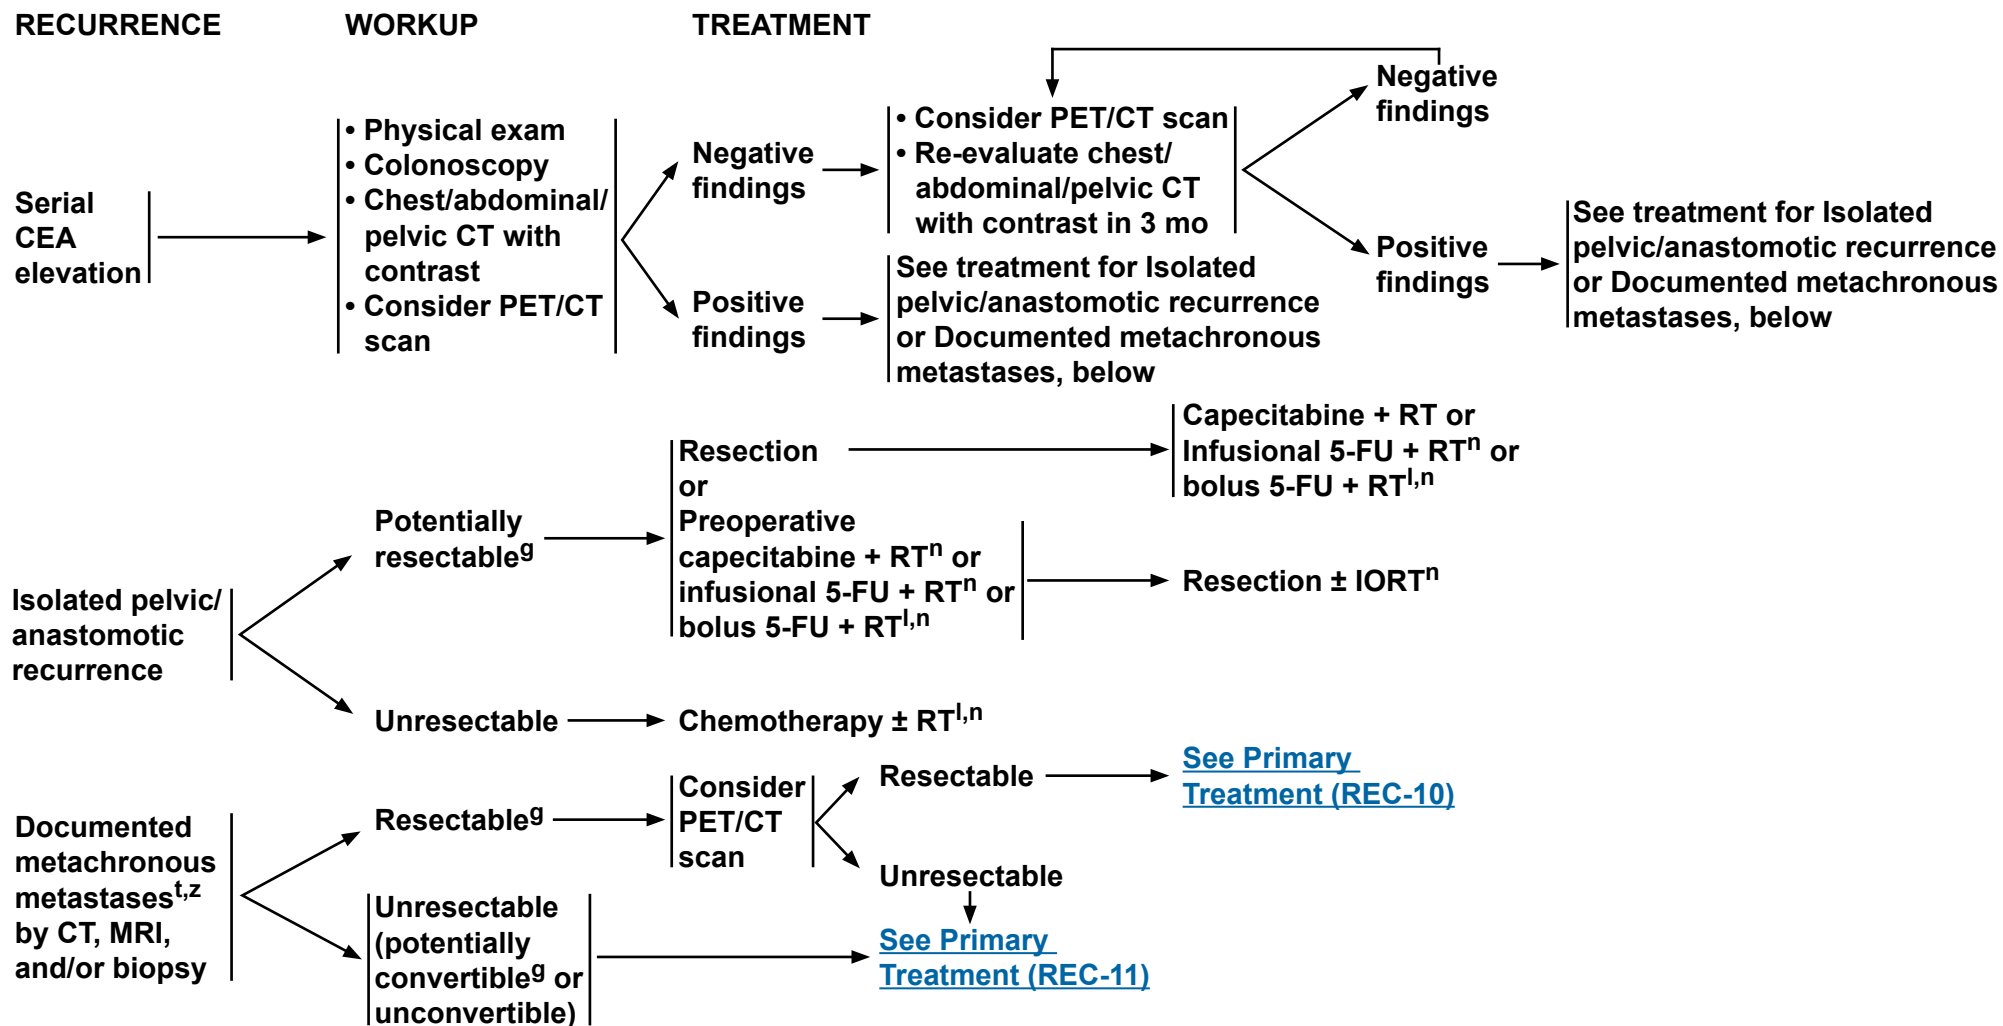 RECURRENCE
WORKUP
TREATMENT
Serial
CEA
elevation
• Physical exam
• Colonoscopy
• Chest/abdominal/
pelvic CT with
contrast
• Consider PET/CT
scan
Negative
findings
Positive
findings
• Consider PET/CT scan
• Re-evaluate chest/
abdominal/pelvic CT
with contrast in 3 mo
See treatment for Isolated
pelvic/anastomotic recurrence
or Documented metachronous
metastases, below
Negative
findings
Positive
findings
See treatment for Isolated
pelvic/anastomotic recurrence
or Documented metachronous
metastases, below
Isolated pelvic/
anastomotic
recurrence
Potentially
resectableg
Resection
or
Preoperative
capecitabine + RTn or
infusional 5-FU + RTn or
bolus 5-FU + RTl,n
Capecitabine + RT or
Infusional 5-FU + RTn or
bolus 5-FU + RTl,n
Resection ± IORTn
Unresectable
Chemotherapy ± RTl,n
Documented
metachronous
metastasest,z
by CT, MRI,
and/or biopsy
Resectableg
Consider
PET/CT
scan
Resectable
See Primary
Treatment (REC-10)
Unresectable
Unresectable
(potentially
convertibleg or
unconvertible)
See Primary
Treatment (REC-11)